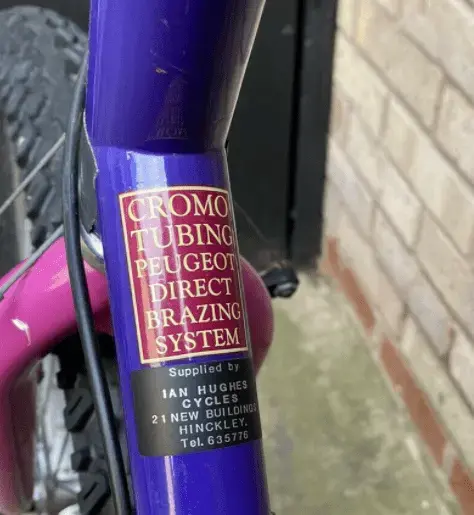 CROMO
TUBING
PEUGEOT
DIRECT
BRAZING
SYSTEM
Supplied by
IAN HUGHES
CYCLES
21 NEW BUILDINGS
HINCKLEY.
Tel. 635776